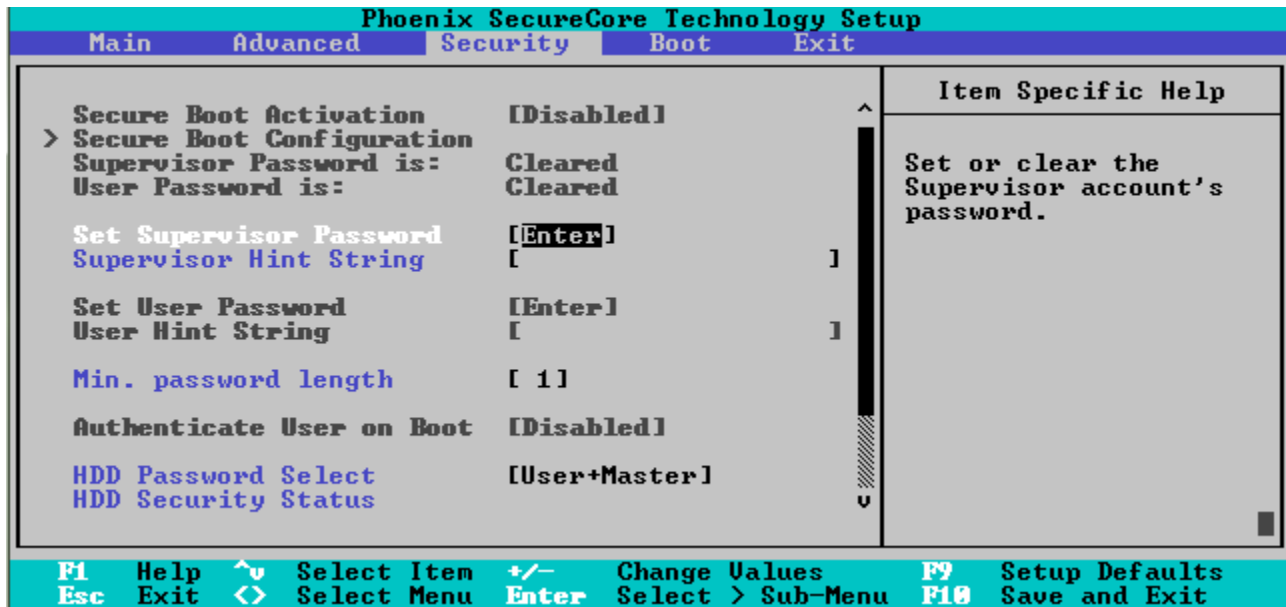 Phoenix SecureCore Technology Setup
Main Advanced Security Boot Exit
Item Specific Help
Secure Boot Activation [Disabled]
> Secure Boot Configuration
Supervisor Password is: Cleared
User Password is: Cleared
Set or clear the
Supervisor account's
password.
Set Supervisor Password [Enter]
Supervisor Hint String [ ]
Set User Password [Enter]
User Hint String [ ]
Min. password length [ 1]
Authenticate User on Boot [Disabled]
HDD Password Select [User+Master]
HDD Security Status
F1 Help ^v Select Item +/- Change Values F9 Setup Defaults
Esc Exit <> Select Menu Enter Select > Sub-Menu F10 Save and Exit